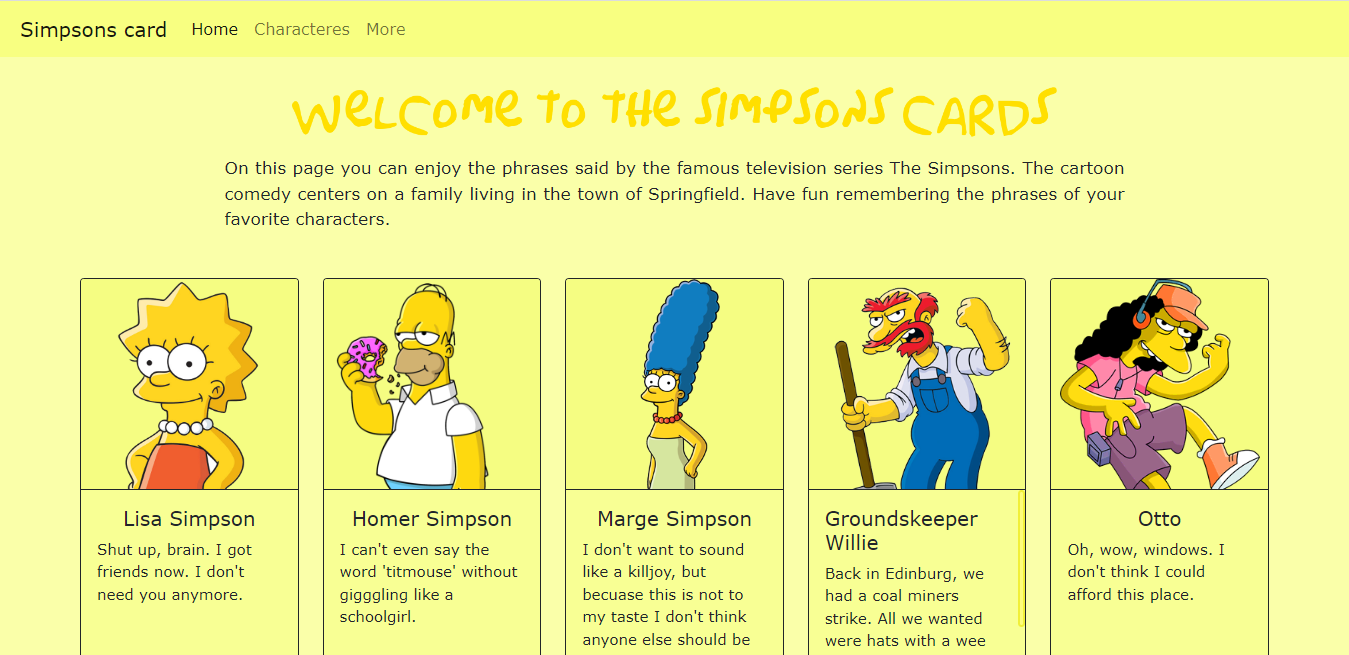 Simpsons card Home Characteres More
WELCOME TO THE SIMPSONS CARDS
On this page you can enjoy the phrases said by the famous television series The Simpsons. The cartoon
comedy centers on a family living in the town of Springfield. Have fun remembering the phrases of your
favorite characters.
Lisa Simpson
Shut up, brain. I got
friends now. I don't
need you anymore.
Homer Simpson
I can't even say the
word 'titmouse' without
gigggling like a
schoolgirl.
Marge Simpson
I don't want to sound
like a killjoy, but
becuase this is not to
my taste I don't think
anyone else should be
Groundskeeper
Willie
Back in Edinburg, we
had a coal miners
strike. All we wanted
were hats with a wee
Otto
Oh, wow, windows. I
don't think I could
afford this place.